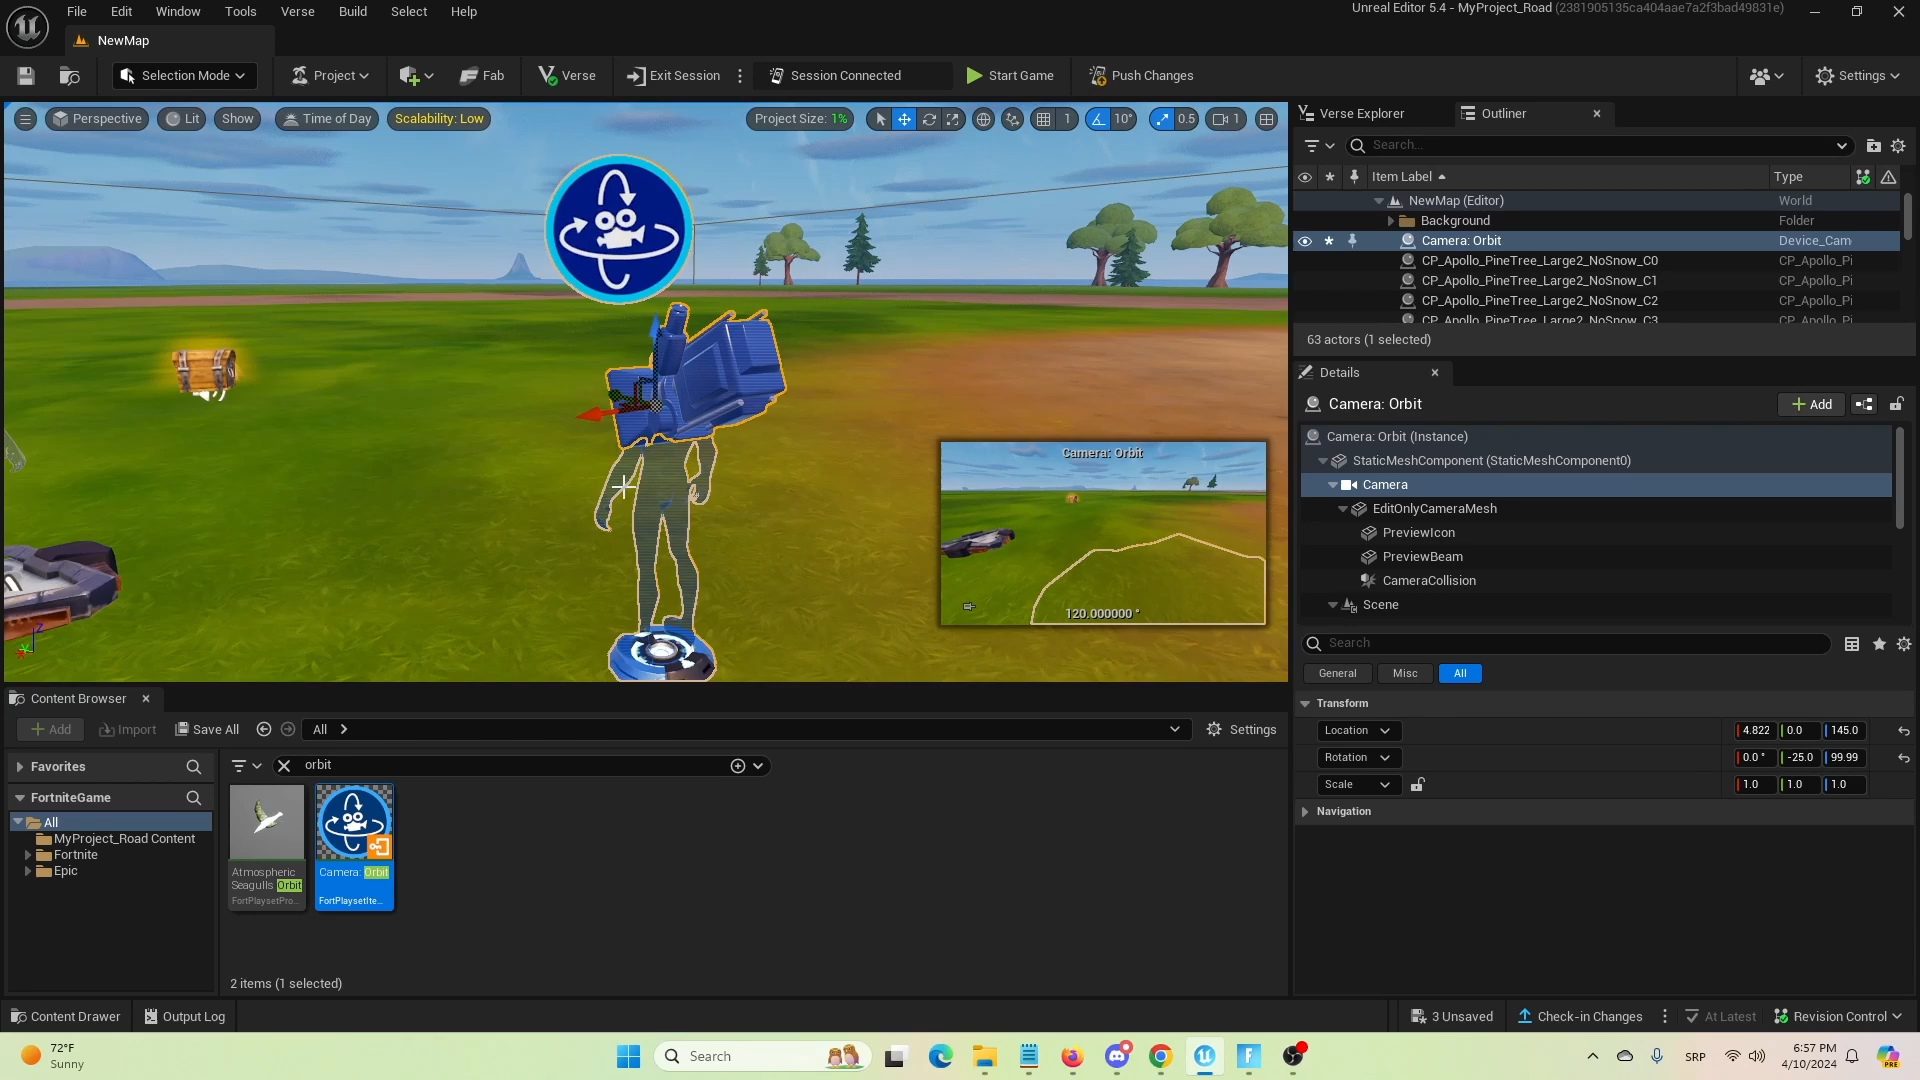 File Edit Window Tools Verse Build Select Help
Unreal Editor 5.4 - MyProject_Road (2381905135ca404aae7a2f3bad49831e)
NewMap
Selection Mode Project Fab Verse Exit Session Session Connected Start Game Push Changes Settings
Perspective Lit Show Time of Day Scalability: Low Project Size: 1% 1 10° 0.5 1
Camera: Orbit
120.000000 °
Verse Explorer Outliner
Search...
Item Label Type
NewMap (Editor) World
Background Folder
Camera: Orbit Device_Cam
CP_Apollo_PineTree_Large2_NoSnow_C0 CP_Apollo_Pi
CP_Apollo_PineTree_Large2_NoSnow_C1 CP_Apollo_Pi
CP_Apollo_PineTree_Large2_NoSnow_C2 CP_Apollo_Pi
CP_Apollo_PineTree_Large2_NoSnow_C3 CP_Apollo_Pi
63 actors (1 selected)
Details
Camera: Orbit Add
Camera: Orbit (Instance)
StaticMeshComponent (StaticMeshComponent0)
Camera
EditOnlyCameraMesh
PreviewIcon
PreviewBeam
CameraCollision
Scene
Search
General Misc All
Transform
Location 4.822 0.0 145.0
Rotation 0.0 ° -25.0 99.99
Scale 1.0 1.0 1.0
Navigation
Content Browser
Add Import Save All All Settings
Favorites
FortniteGame
All
MyProject_Road Content
Fortnite
Epic
orbit
Atmospheric
Seagulls Orbit
FortPlaysetPro...
Camera: Orbit
FortPlaysetIte...
2 items (1 selected)
Content Drawer Output Log 3 Unsaved Check-in Changes At Latest Revision Control
72°F
Sunny
Search
SRP
6:57 PM
4/10/2024
PRE